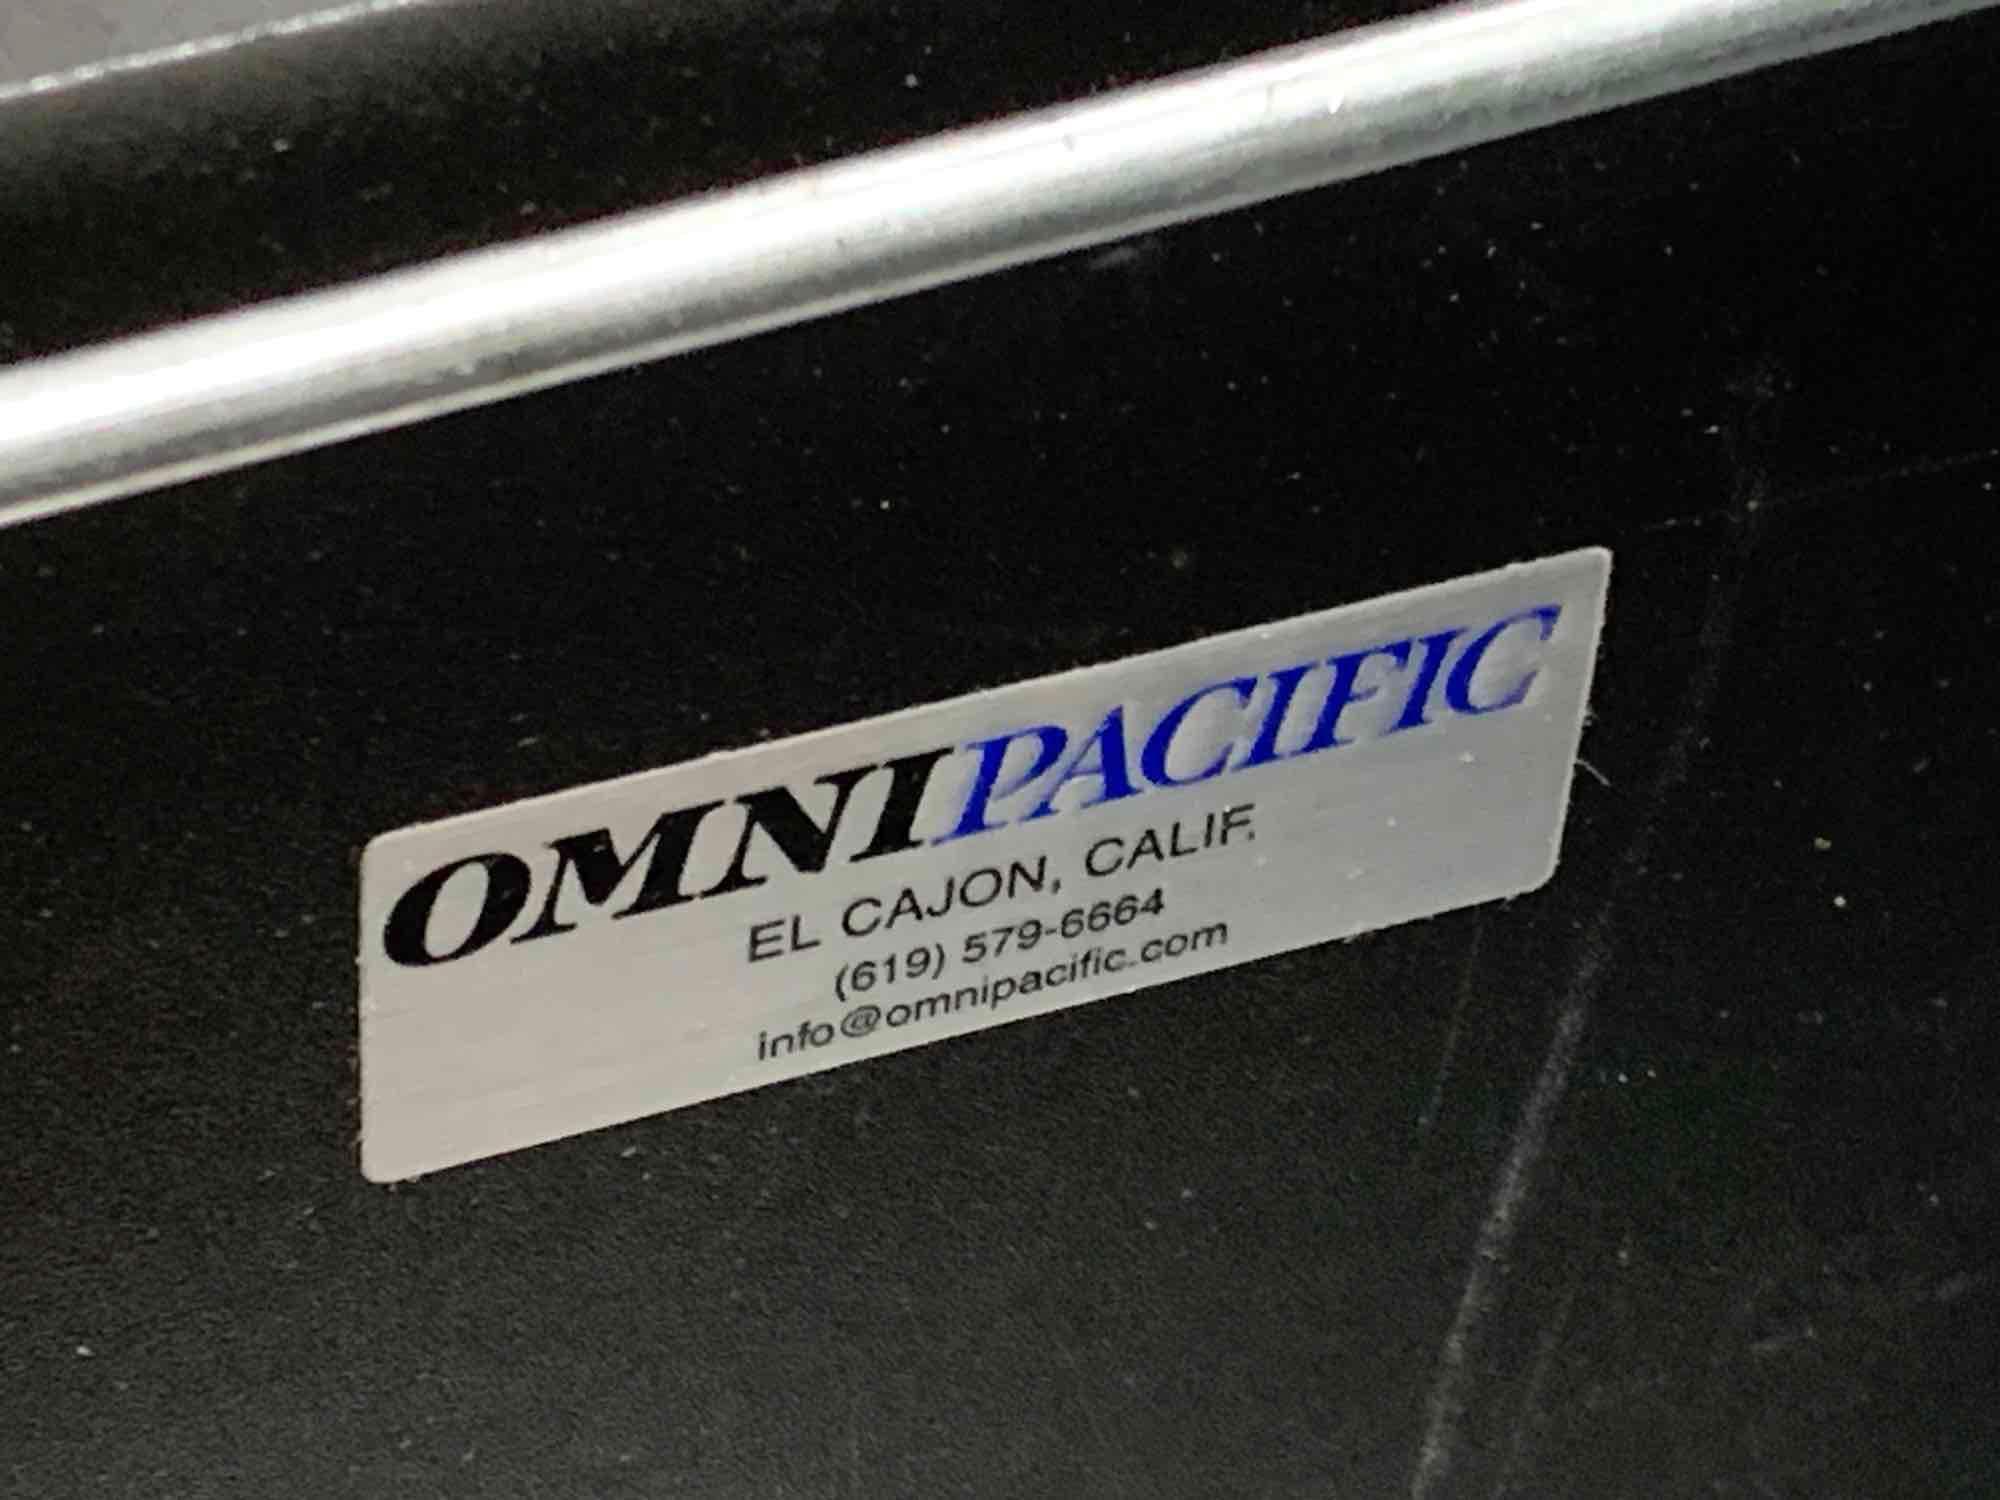 OMNIPACIFIC
EL CAJON, CALIF.
(619) 579-6664
info@omnipacific.com